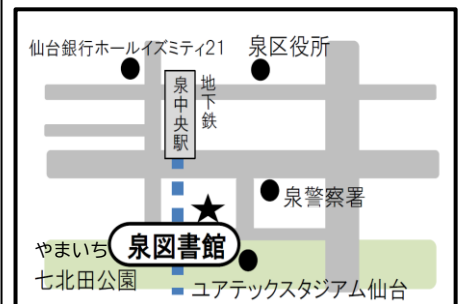 仙台銀行ホールイズミティ21
泉区役所
地下鉄
泉中央駅
泉警察署
やまいち
泉図書館
七北田公園
ユアテックスタジアム仙台